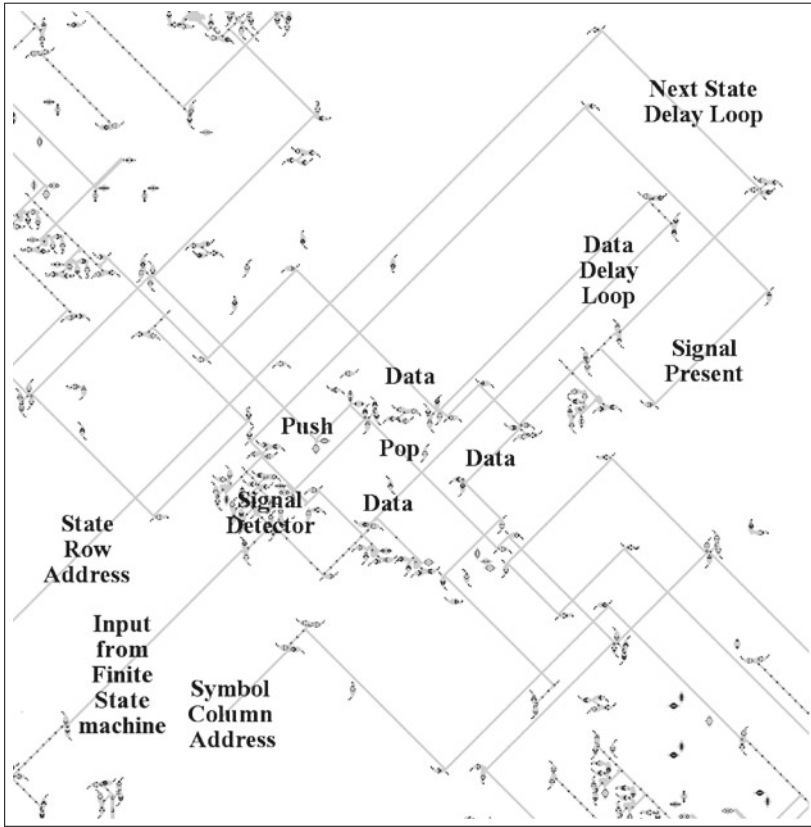 Next State
Delay Loop
Data
Delay
Loop
Signal
Present
Data
Push
Pop
Data
Signal
Detector
Data
State
Row
Address
Input
from
Finite
State
machine
Symbol
Column
Address